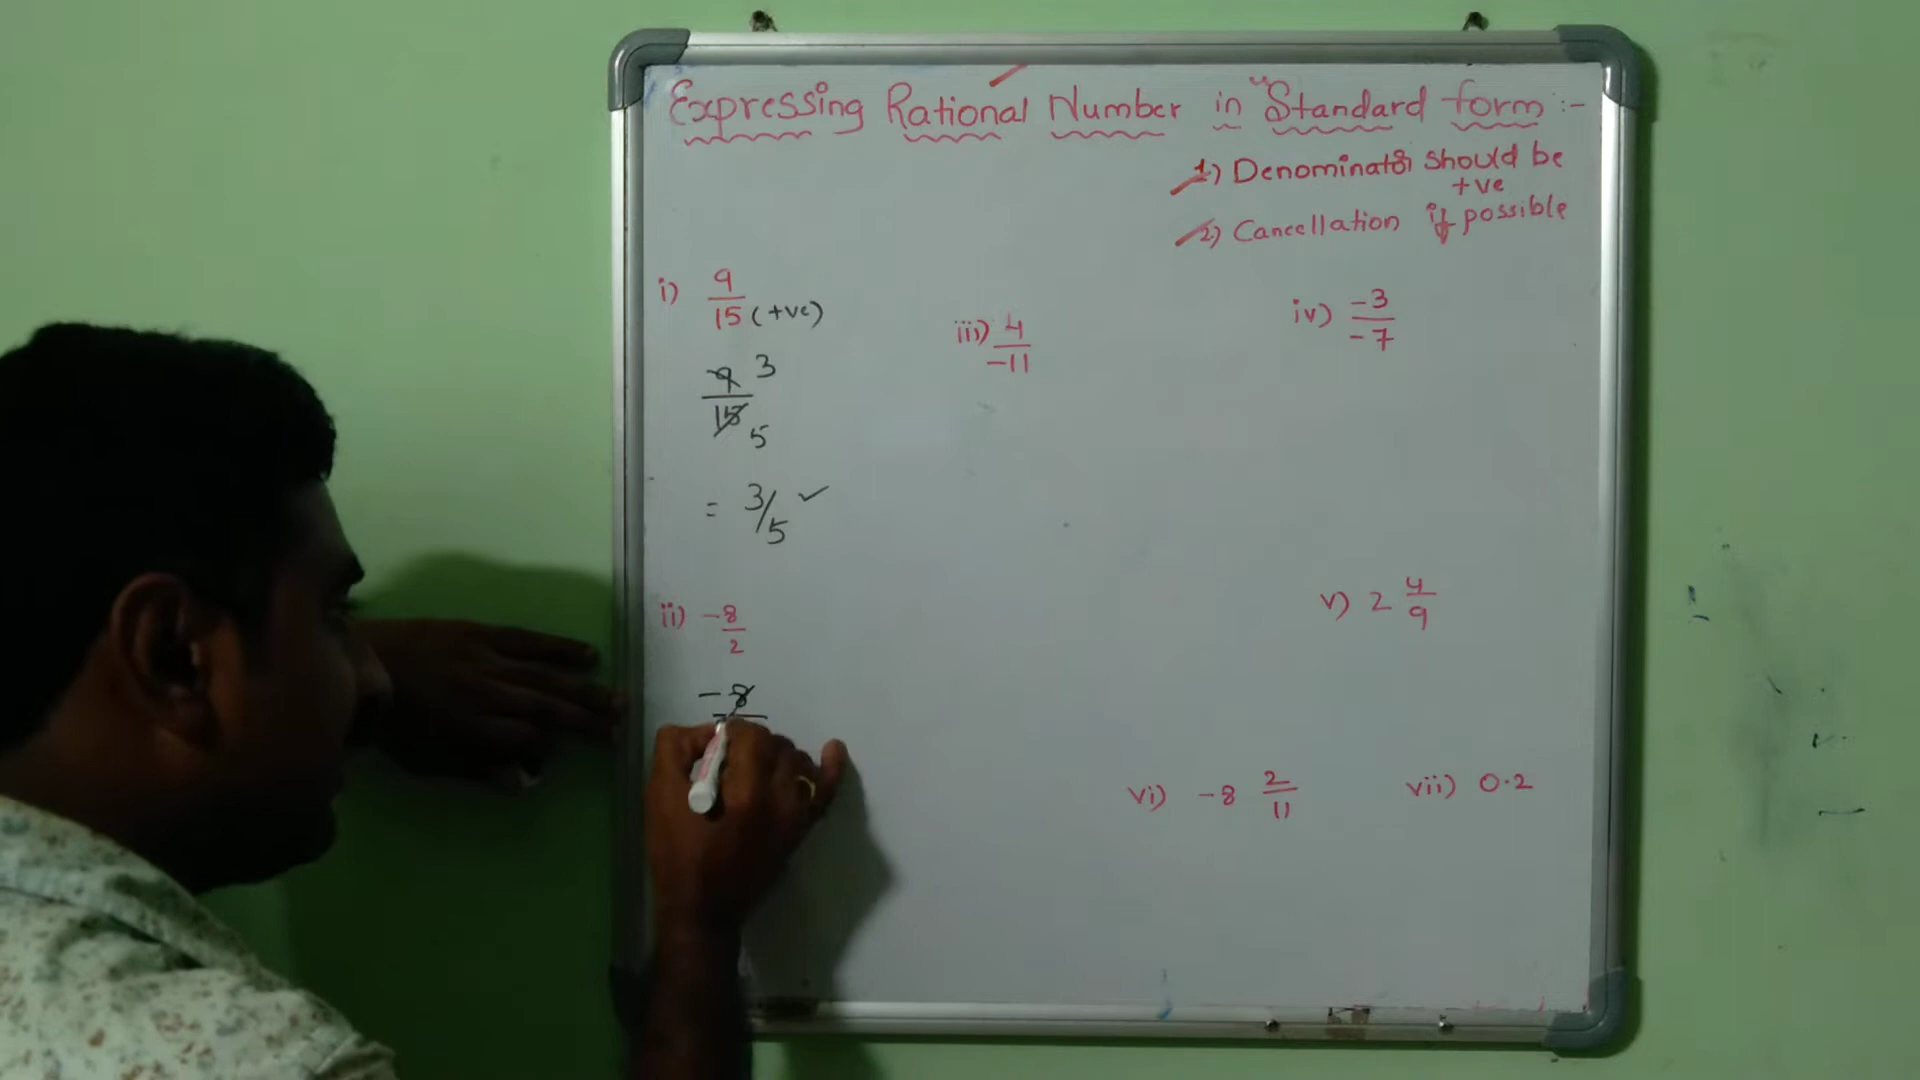 Expressing Rational Number in "Standard form :-
1.) Denominator should be
+ve
2.) Cancellation if possible
i) 9/15 (+ve)
9/15 3
5
= 3/5 ✓
ii) -8/2
-8
iii) 4/-11
iv) -3/-7
v) 2 4/9
vi) -8 2/11
vii) 0.2